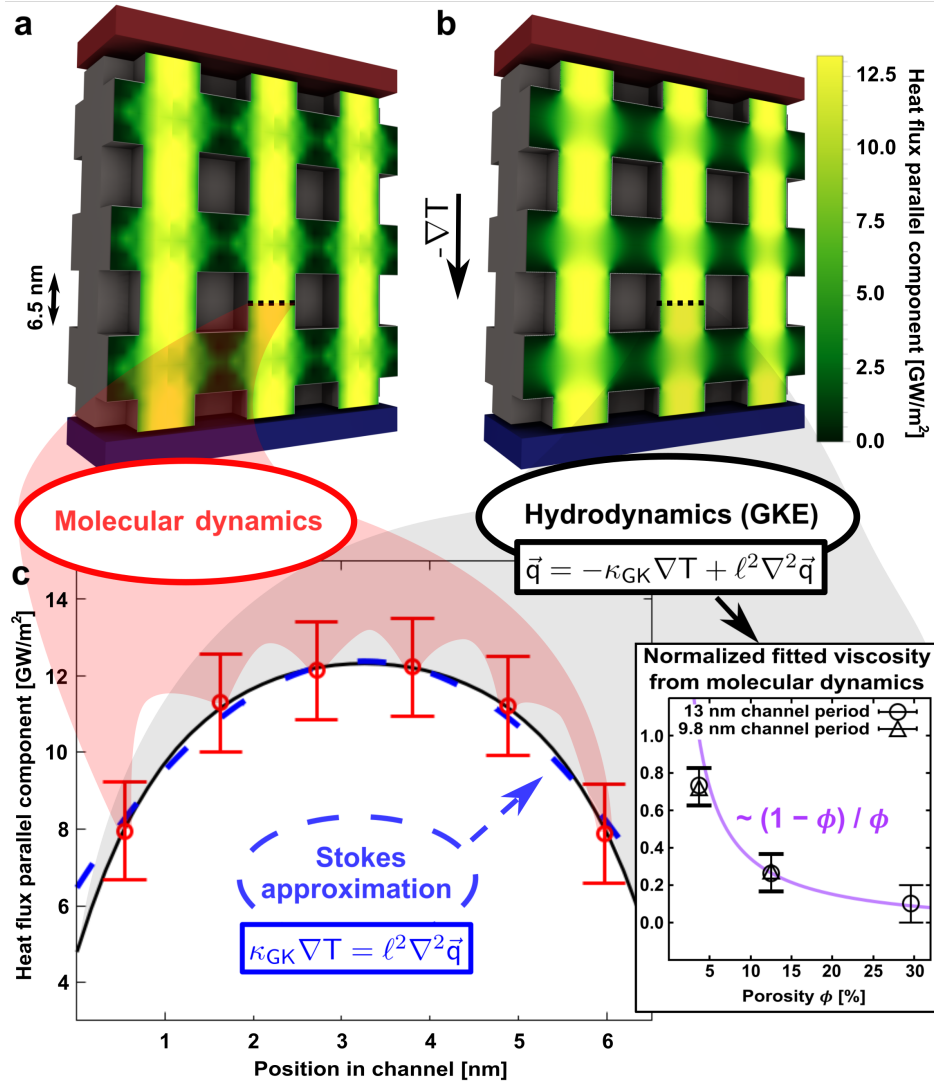 a
b
12.5
10.0
7.5
5.0
2.5
0.0
Heat flux parallel component [GW/m²]
-∇T
6.5 nm
Molecular dynamics
Hydrodynamics (GKE)
q⃗ = −κ_GK ∇T + ℓ²∇²q⃗
c
14
12
10
8
6
4
Heat flux parallel component [GW/m²]
1 2 3 4 5 6
Position in channel [nm]
Stokes
approximation
κ_GK ∇T = ℓ²∇²q⃗
Normalized fitted viscosity
from molecular dynamics
13 nm channel period
9.8 nm channel period
1.0
0.8
0.6
0.4
0.2
0.0
~ (1 − ϕ) / ϕ
5 10 15 20 25 30
Porosity ϕ [%]